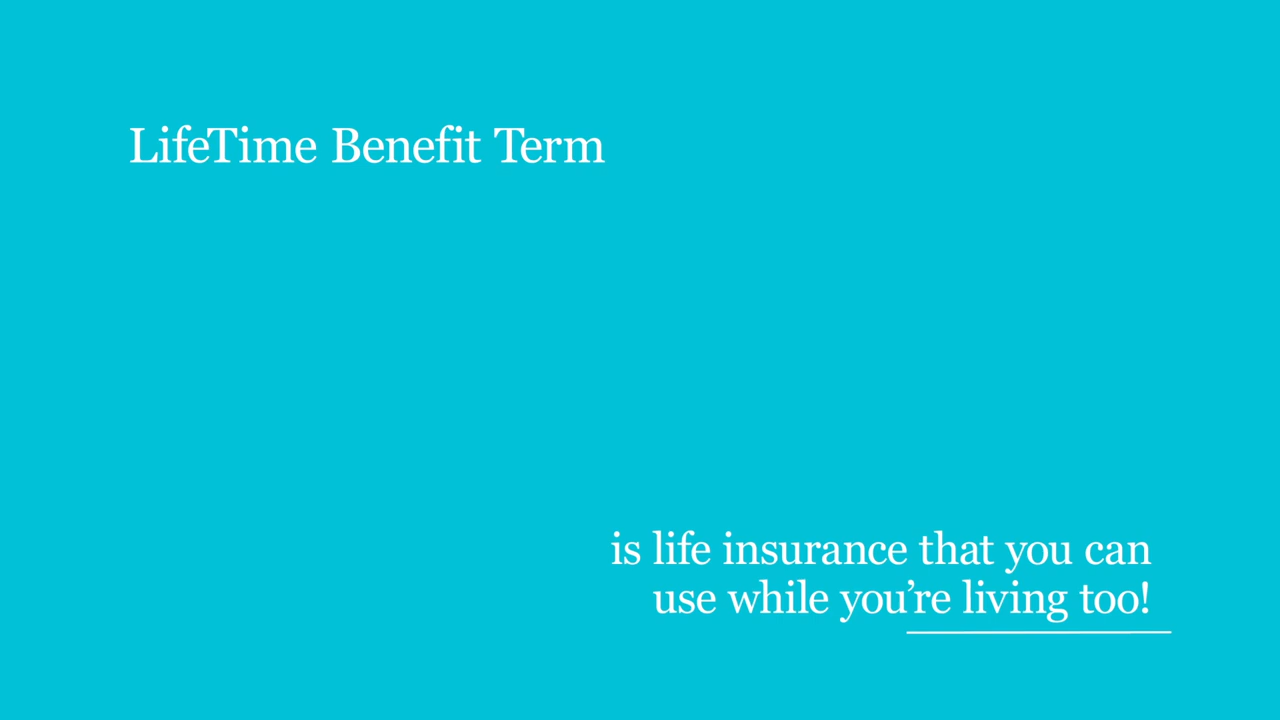 LifeTime Benefit Term
is life insurance that you can
use while you’re living too!